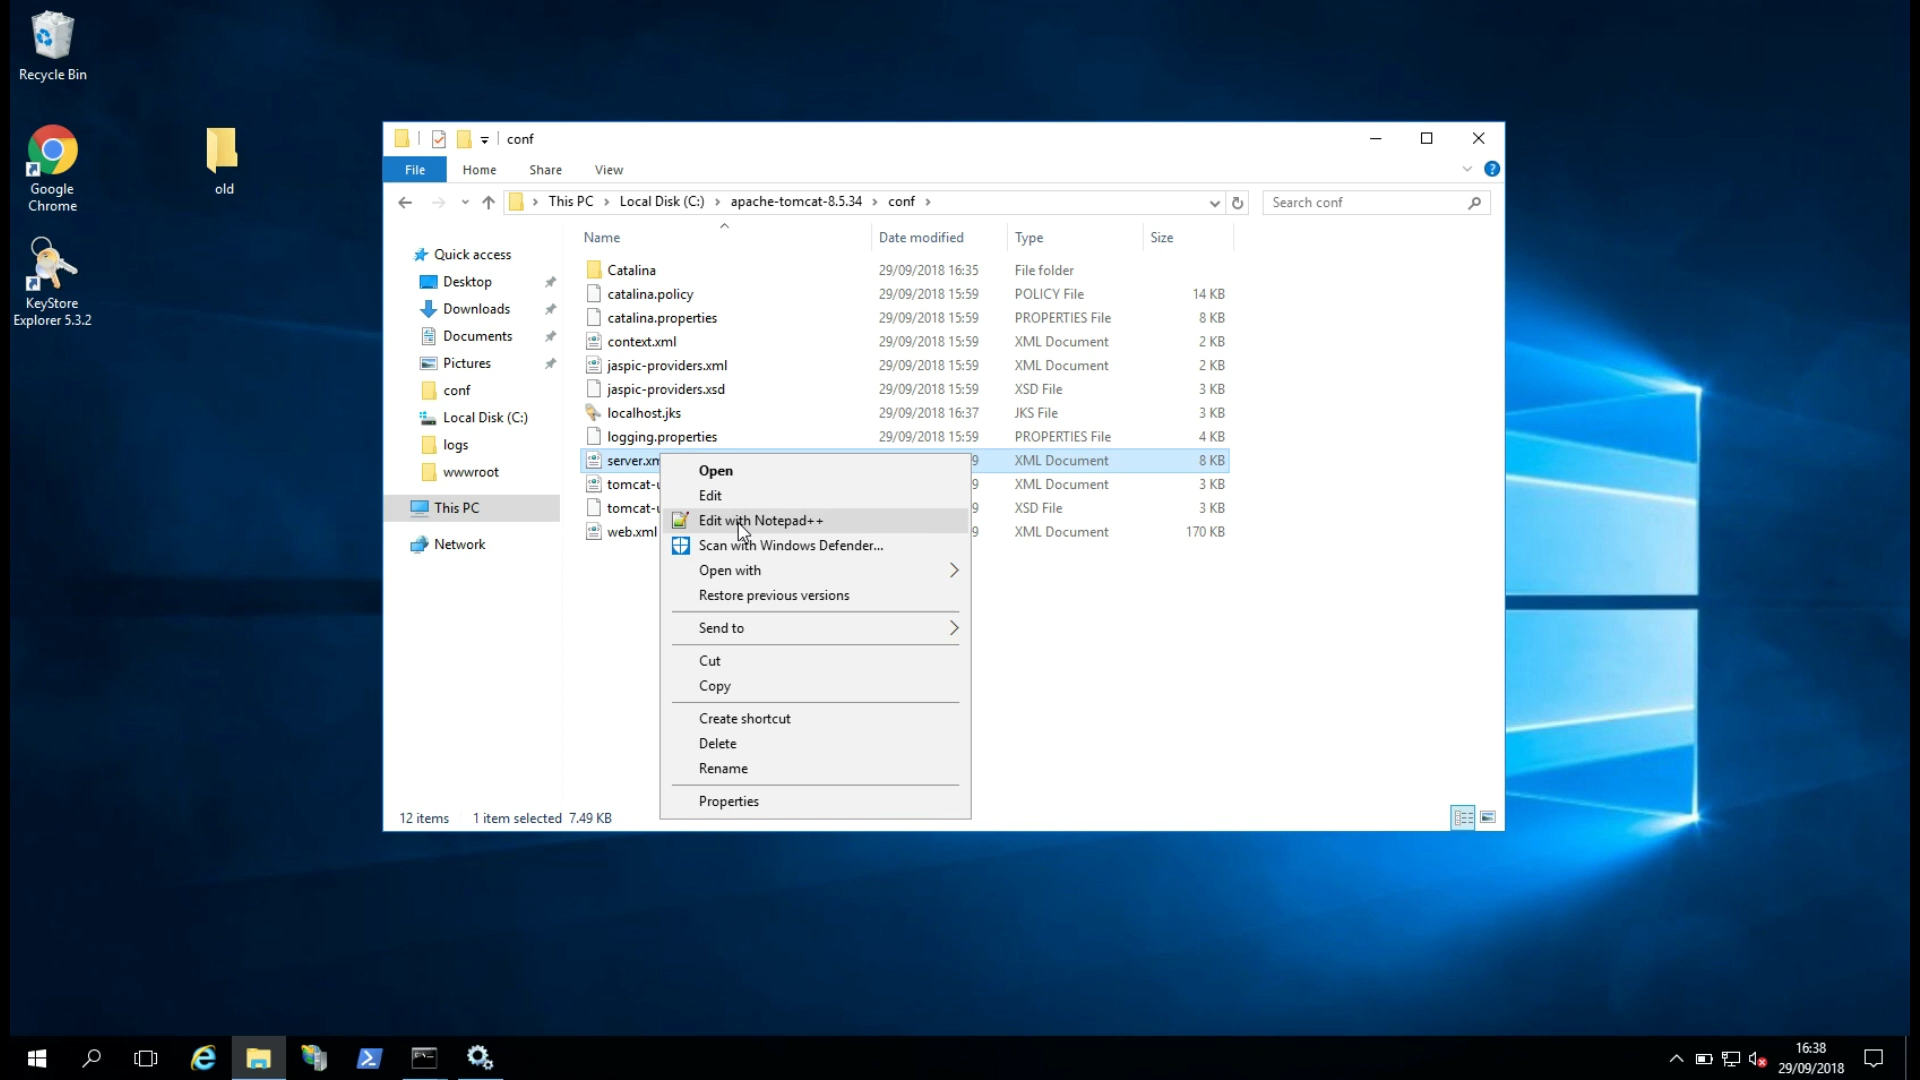 Recycle Bin
Google
Chrome
old
KeyStore
Explorer 5.3.2
conf
File Home Share View
This PC Local Disk (C:) apache-tomcat-8.5.34 conf
Search conf
Name Date modified Type Size
Quick access
Desktop
Downloads
Documents
Pictures
conf
Local Disk (C:)
logs
wwwroot
This PC
Network
Catalina 29/09/2018 16:35 File folder
catalina.policy 29/09/2018 15:59 POLICY File 14 KB
catalina.properties 29/09/2018 15:59 PROPERTIES File 8 KB
context.xml 29/09/2018 15:59 XML Document 2 KB
jaspic-providers.xml 29/09/2018 15:59 XML Document 2 KB
jaspic-providers.xsd 29/09/2018 15:59 XSD File 3 KB
localhost.jks 29/09/2018 16:37 JKS File 3 KB
logging.properties 29/09/2018 15:59 PROPERTIES File 4 KB
server.xm 9 XML Document 8 KB
tomcat-u 9 XML Document 3 KB
tomcat-u 9 XSD File 3 KB
web.xml 9 XML Document 170 KB
Open
Edit
Edit with Notepad++
Scan with Windows Defender...
Open with
Restore previous versions
Send to
Cut
Copy
Create shortcut
Delete
Rename
Properties
12 items 1 item selected 7.49 KB
16:38
29/09/2018